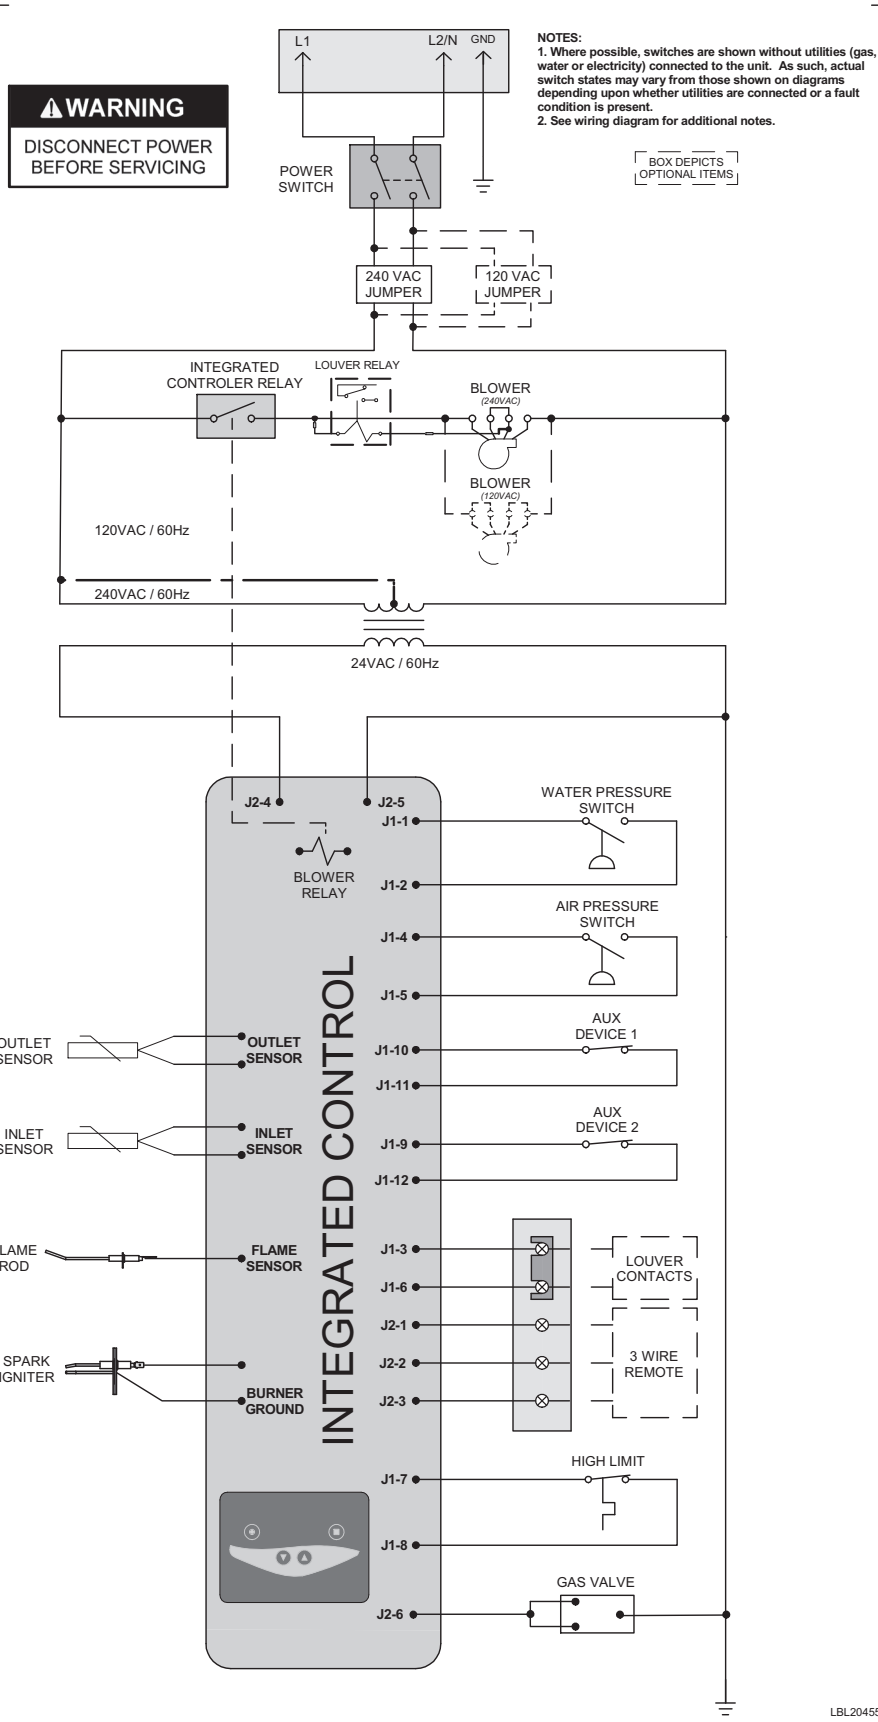 L1
L2/N
GND
NOTES:
1. Where possible, switches are shown without utilities (gas,
water or electricity) connected to the unit. As such, actual
switch states may vary from those shown on diagrams
depending upon whether utilities are connected or a fault
condition is present.
2. See wiring diagram for additional notes.
WARNING
DISCONNECT POWER
BEFORE SERVICING
BOX DEPICTS
OPTIONAL ITEMS
POWER
SWITCH
240 VAC
JUMPER
120 VAC
JUMPER
INTEGRATED
CONTROLER RELAY
LOUVER RELAY
BLOWER
(240VAC)
BLOWER
(120VAC)
120VAC / 60Hz
240VAC / 60Hz
24VAC / 60Hz
J2-4
J2-5
J1-1
WATER PRESSURE
SWITCH
BLOWER
RELAY
J1-2
AIR PRESSURE
SWITCH
J1-4
J1-5
INTEGRATED CONTROL
OUTLET
SENSOR
OUTLET
SENSOR
AUX
DEVICE 1
J1-10
J1-11
INLET
SENSOR
INLET
SENSOR
AUX
DEVICE 2
J1-9
J1-12
LAME
ROD
FLAME
SENSOR
J1-3
J1-6
LOUVER
CONTACTS
J2-1
J2-2
J2-3
3 WIRE
REMOTE
SPARK
IGNITER
BURNER
GROUND
HIGH LIMIT
J1-7
J1-8
GAS VALVE
J2-6
LBL20455